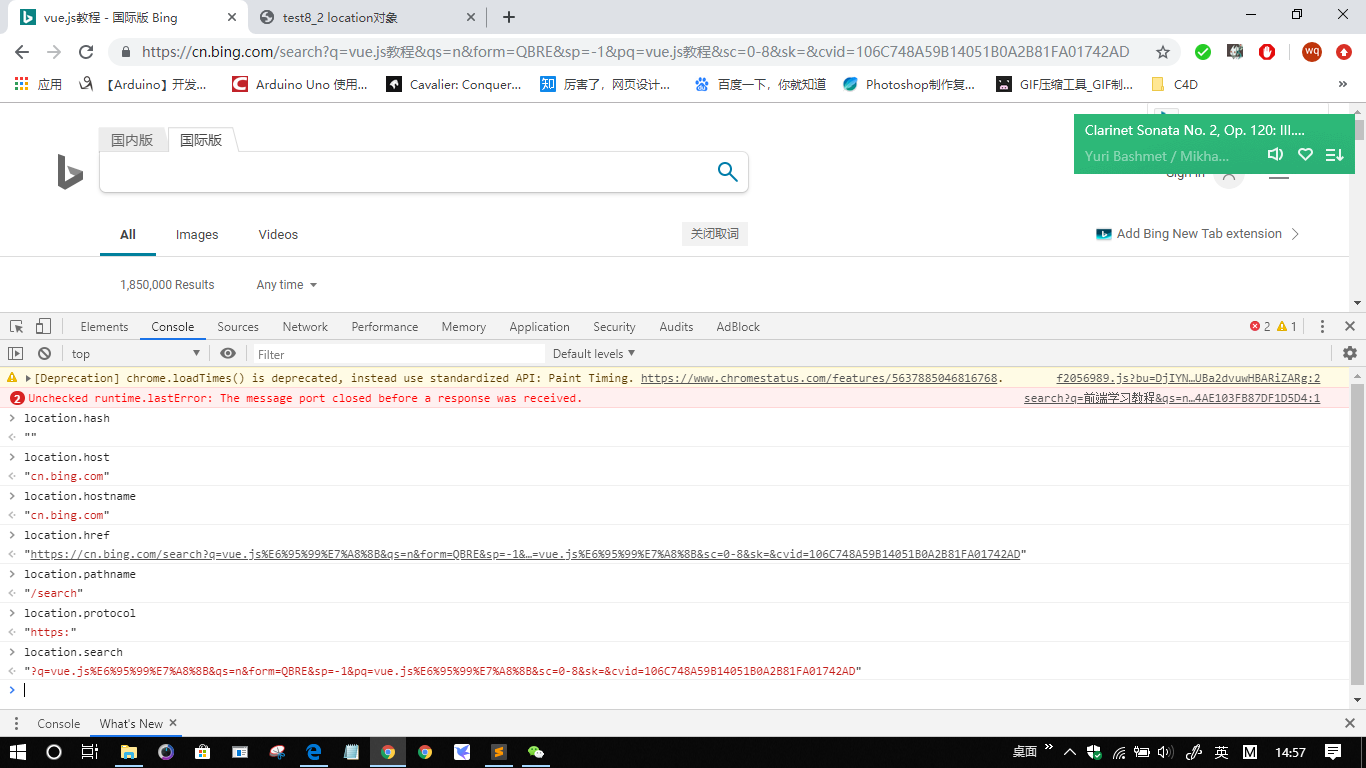 vue.js教程 - 国际版 Bing
test8_2 location对象
https://cn.bing.com/search?q=vue.js教程&qs=n&form=QBRE&sp=-1&pq=vue.js教程&sc=0-8&sk=&cvid=106C748A59B14051B0A2B81FA01742AD
wq
应用
【Arduino】开发...
Arduino Uno 使用...
Cavalier: Conquer...
知
厉害了，网页设计...
百度一下，你就知道
Photoshop制作复...
GIF压缩工具_GIF制...
C4D
国内版
国际版
Clarinet Sonata No. 2, Op. 120: III....
Yuri Bashmet / Mikha...
Sign in
All
Images
Videos
关闭取词
Add Bing New Tab extension
1,850,000 Results
Any time
Elements
Console
Sources
Network
Performance
Memory
Application
Security
Audits
AdBlock
2
1
top
Filter
Default levels
[Deprecation] chrome.loadTimes() is deprecated, instead use standardized API: Paint Timing. https://www.chromestatus.com/features/5637885046816768.
f2056989.js?bu=DjIYN…UBa2dvuwHBARiZARg:2
2 Unchecked runtime.lastError: The message port closed before a response was received.
search?q=前端学习教程&qs=n…4AE103FB87DF1D5D4:1
location.hash
""
location.host
"cn.bing.com"
location.hostname
"cn.bing.com"
location.href
"https://cn.bing.com/search?q=vue.js%E6%95%99%E7%A8%8B&qs=n&form=QBRE&sp=-1&…=vue.js%E6%95%99%E7%A8%8B&sc=0-8&sk=&cvid=106C748A59B14051B0A2B81FA01742AD"
location.pathname
"/search"
location.protocol
"https:"
location.search
"?q=vue.js%E6%95%99%E7%A8%8B&qs=n&form=QBRE&sp=-1&pq=vue.js%E6%95%99%E7%A8%8B&sc=0-8&sk=&cvid=106C748A59B14051B0A2B81FA01742AD"
Console
What's New
桌面
英
M
14:57